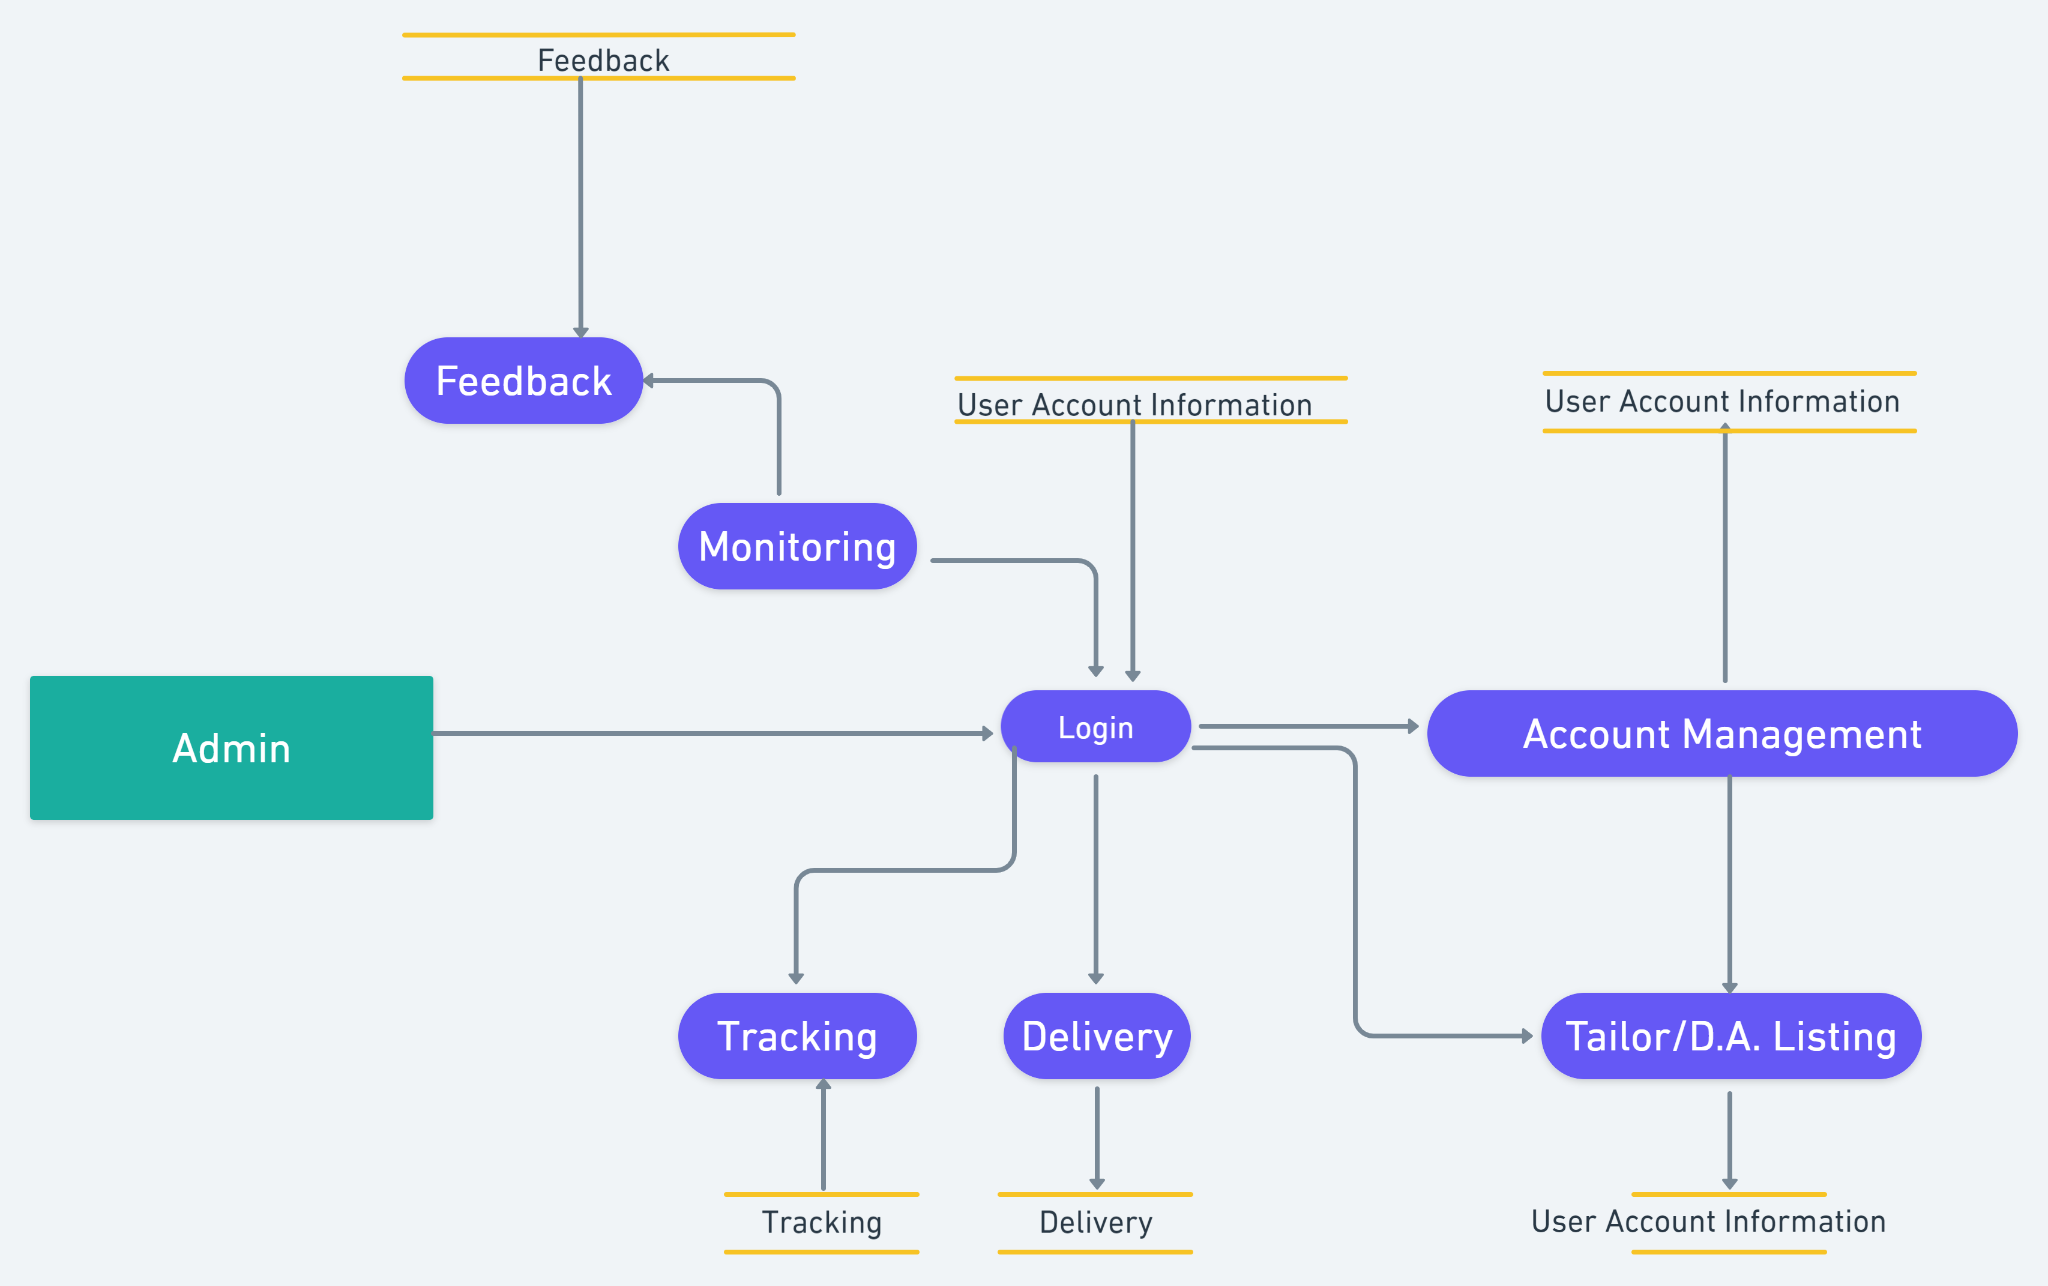 Feedback
Feedback
User Account Information
User Account Information
Monitoring
Admin
Login
Account Management
Tracking
Delivery
Tailor/D.A. Listing
Tracking
Delivery
User Account Information